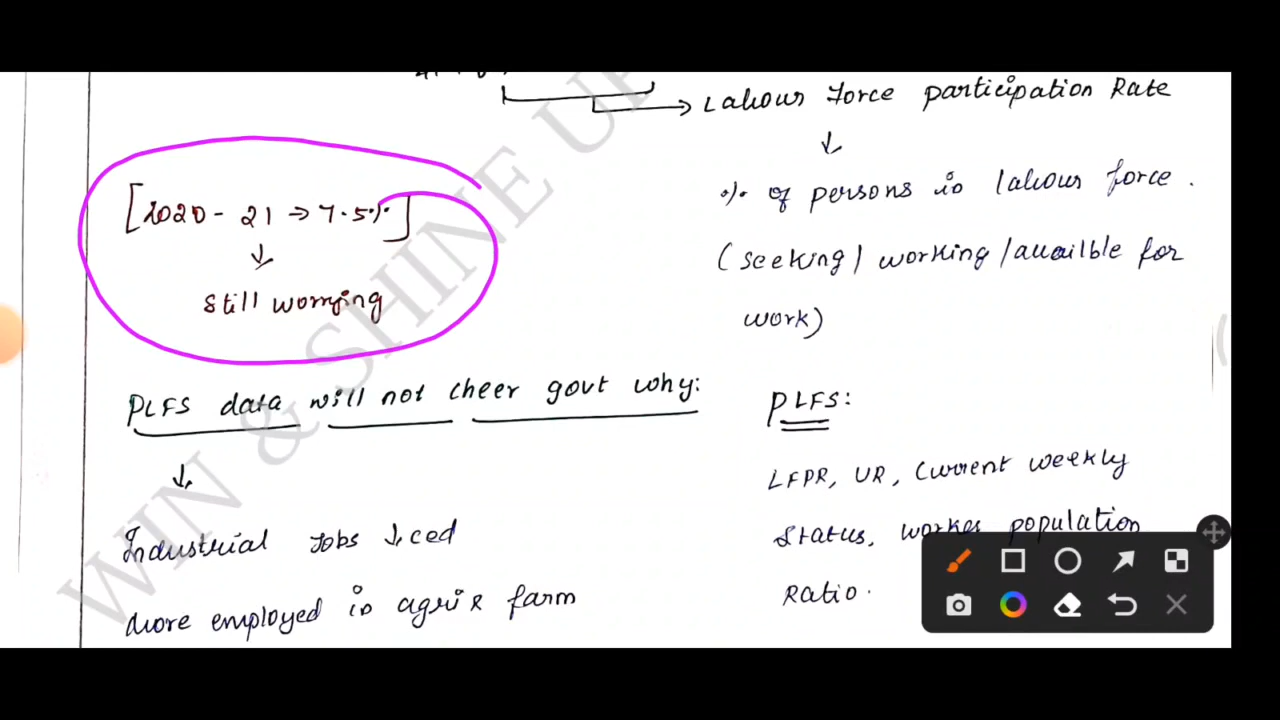 Labour Force participation Rate
% of persons in labour force.
(seeking/ working /availble for
work)
[2020-21 → 7.5%]
↓
still worrying
PLFS data will not cheer govt why:
↓
Industrial Jobs ↓ced
more employed in agri & farm
PLFS:
LFPR, UR, Current weekly
status, worker population
Ratio.
WIN & SHINE UP